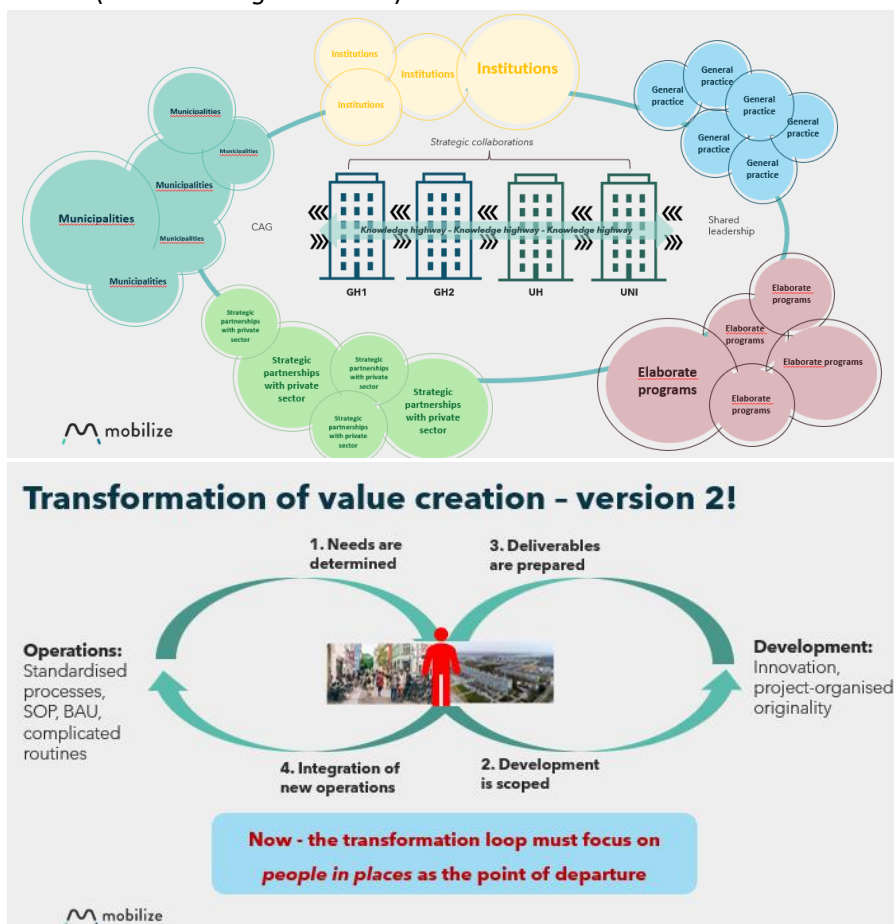 Institutions
Institutions
Institutions
Institutions
General
practice
General
practice
General
practice
General
practice
General
practice
General
practice
Municipalities
Municipalities
Municipalities
Municipalities
Municipalities
Municipalities
Strategic collaborations
CAG
Knowledge highway - Knowledge highway - Knowledge highway
Shared
leadership
GH1
GH2
UH
UNI
Strategic
partnerships
with private
sector
Strategic
partnerships
with private
sector
Strategic
partnerships
with private
sector
Strategic
partnerships
with private
sector
Strategic
partnerships
with private
sector
Elaborate
programs
Elaborate
programs
Elaborate programs
Elaborate
programs
Elaborate
programs
mobilize
Transformation of value creation – version 2!
1. Needs are
determined
3. Deliverables
are prepared
Operations:
Standardised
processes,
SOP, BAU,
complicated
routines
Development:
Innovation,
project-organised
originality
4. Integration of
new operations
2. Development
is scoped
Now - the transformation loop must focus on
people in places as the point of departure
mobilize